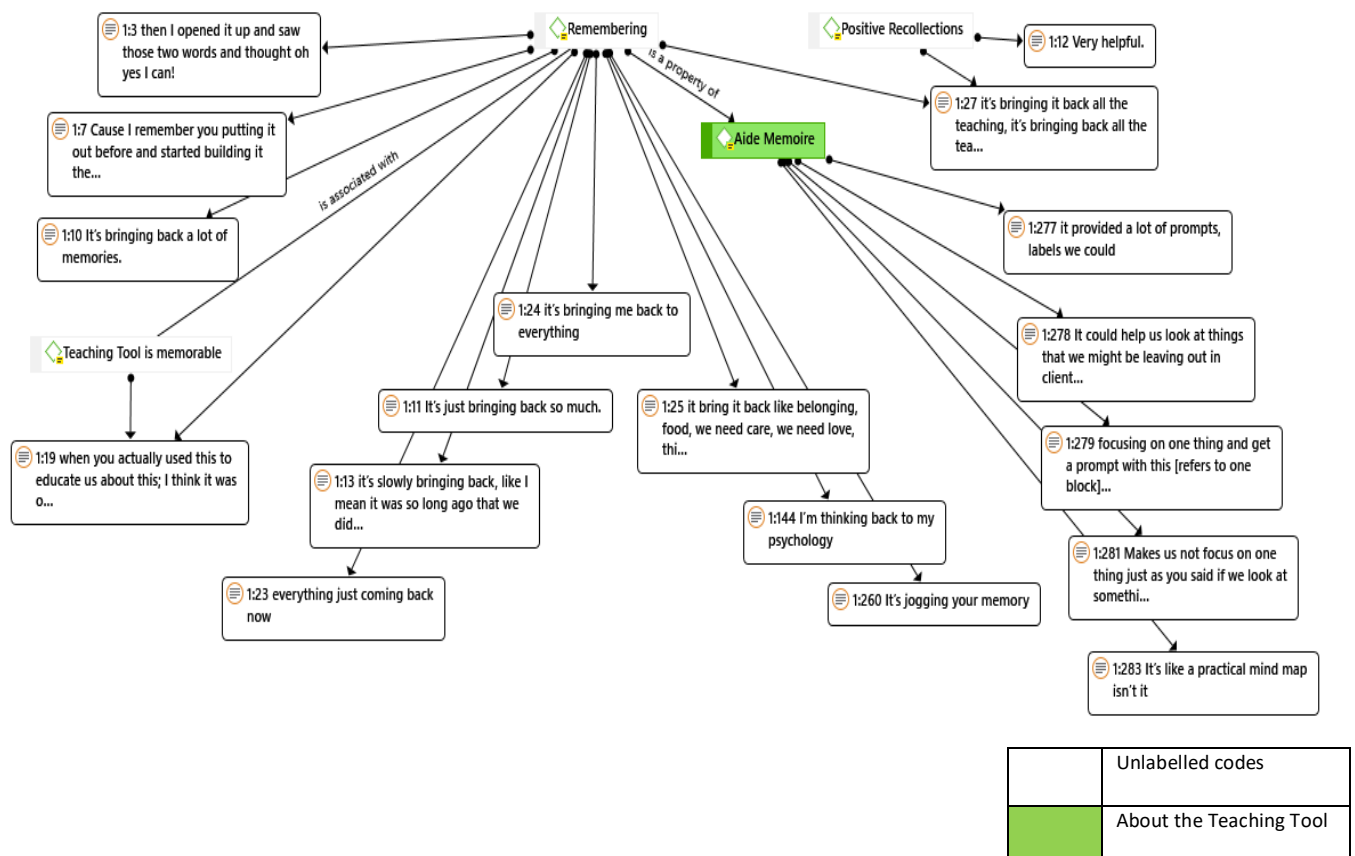 1:3 then I opened it up and saw
those two words and thought oh
yes I can!
Remembering
Positive Recollections
1:12 Very helpful.
is a property of
1:27 it's bringing it back all the
teaching, it's bringing back all the
tea...
1:7 Cause I remember you putting it
out before and started building it
the...
Aide Memoire
is associated with
1:10 It's bringing back a lot of
memories.
1:277 it provided a lot of prompts,
labels we could
1:24 it's bringing me back to
everything
1:278 It could help us look at things
that we might be leaving out in
client...
Teaching Tool is memorable
1:11 It's just bringing back so much.
1:25 it bring it back like belonging,
food, we need care, we need love,
thi...
1:279 focusing on one thing and get
a prompt with this [refers to one
block]...
1:19 when you actually used this to
educate us about this; I think it was
o...
1:13 it's slowly bringing back, like I
mean it was so long ago that we
did...
1:144 I'm thinking back to my
psychology
1:281 Makes us not focus on one
thing just as you said if we look at
somethi...
1:23 everything just coming back
now
1:260 It's jogging your memory
1:283 It's like a practical mind map
isn't it
Unlabelled codes
About the Teaching Tool